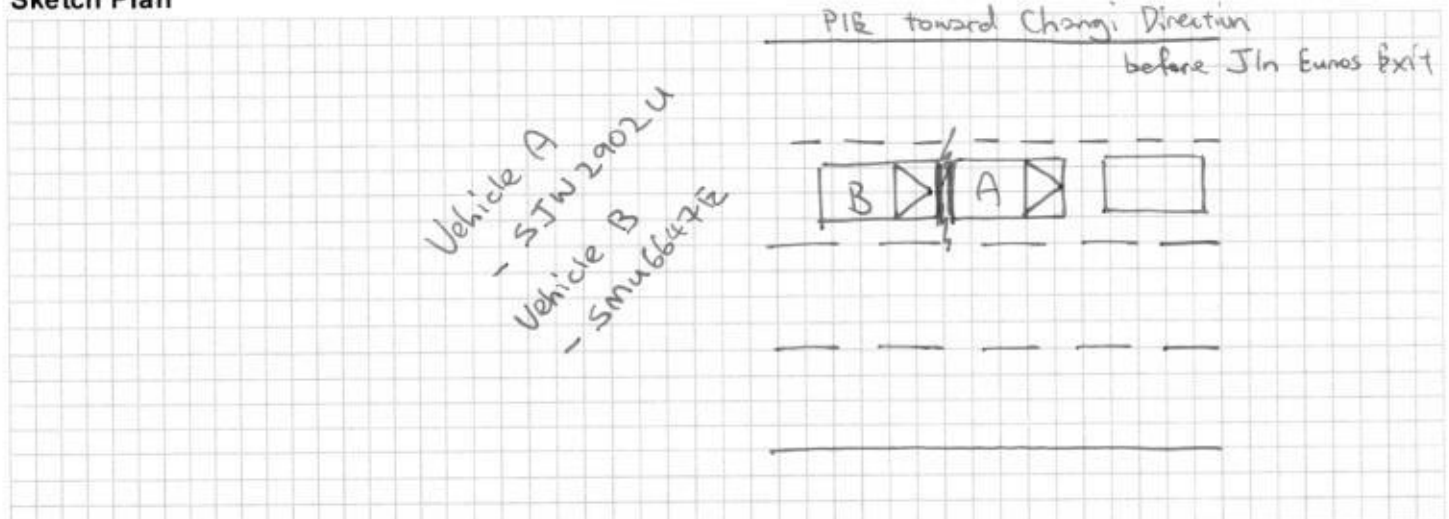 Sketch Plan
PIE toward Changi Direction
before Jln Eunos Exit
Vehicle A
- SJW2902U
Vehicle B
- SMU6647E
B
A